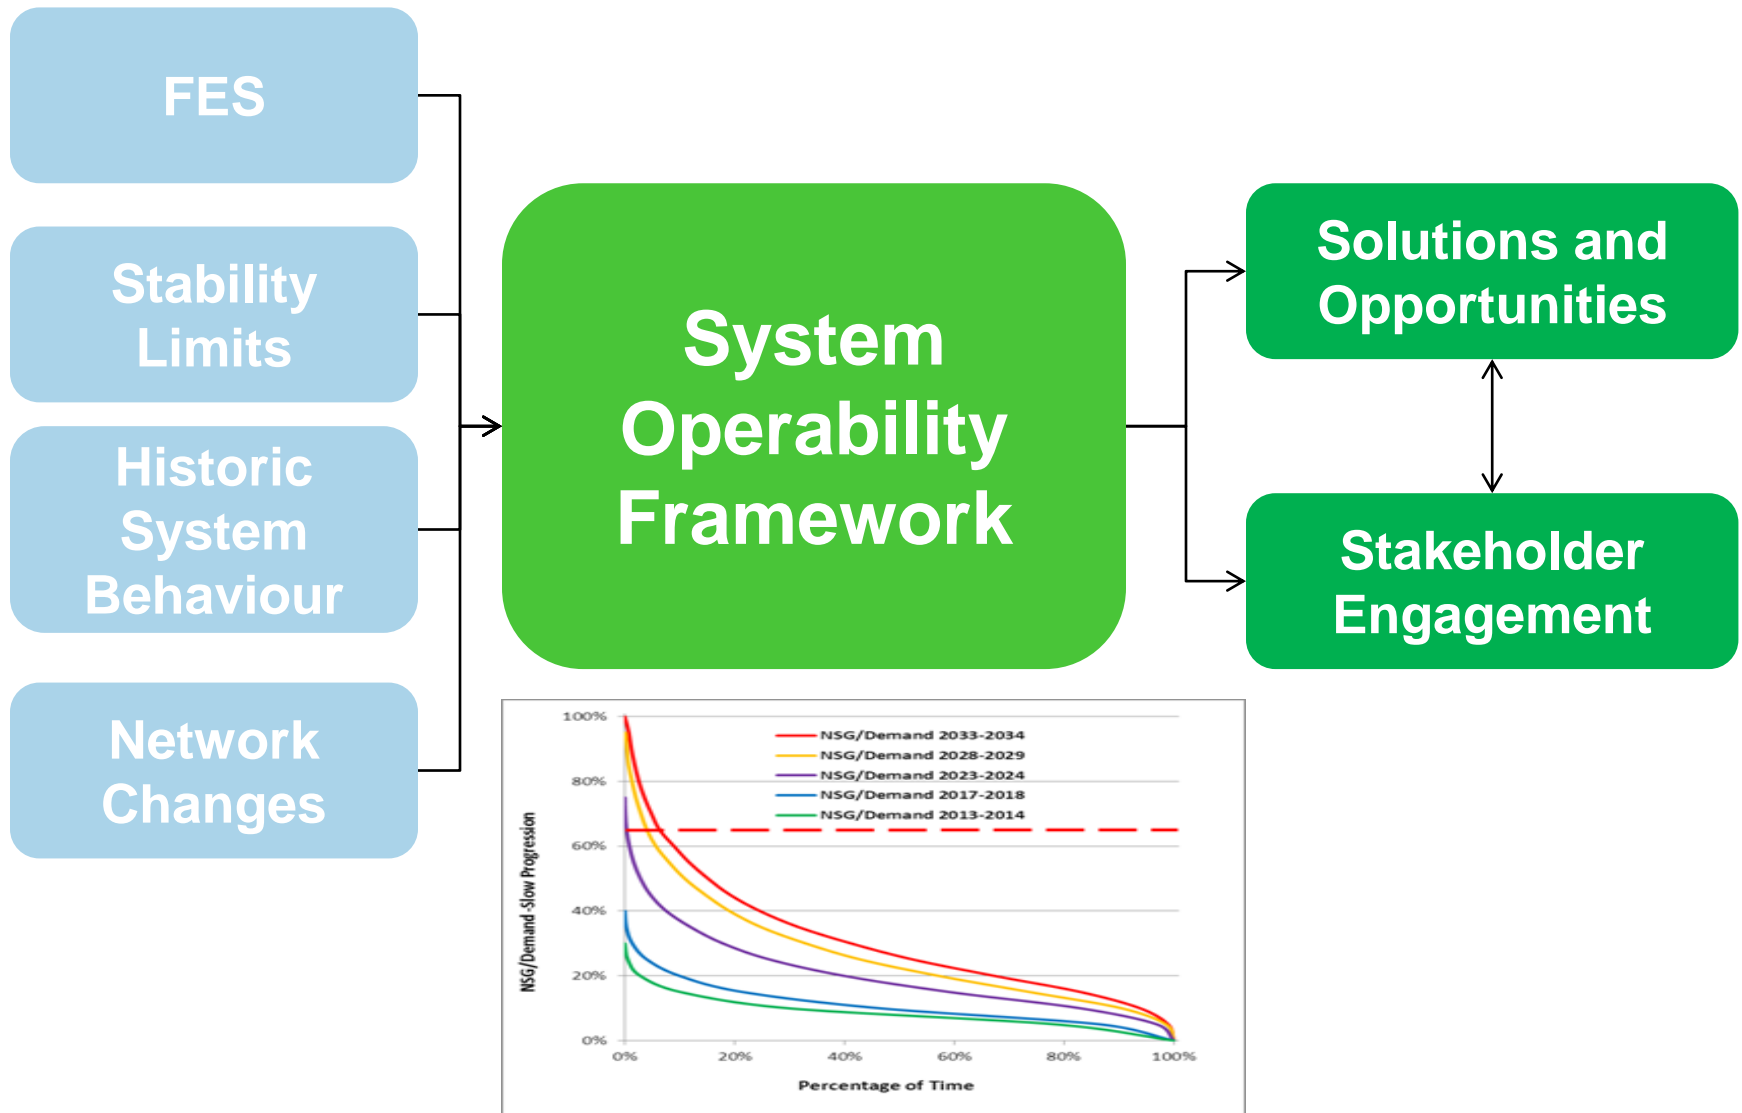 FES
Stability
Limits
Historic
System
Behaviour
Network
Changes
System
Operability
Framework
Solutions and
Opportunities
Stakeholder
Engagement
NSG/Demand -Slow Progression
100%
80%
60%
40%
20%
0%
NSG/Demand 2033-2034
NSG/Demand 2028-2029
NSG/Demand 2023-2024
NSG/Demand 2017-2018
NSG/Demand 2013-2014
0% 20% 40% 60% 80% 100%
Percentage of Time